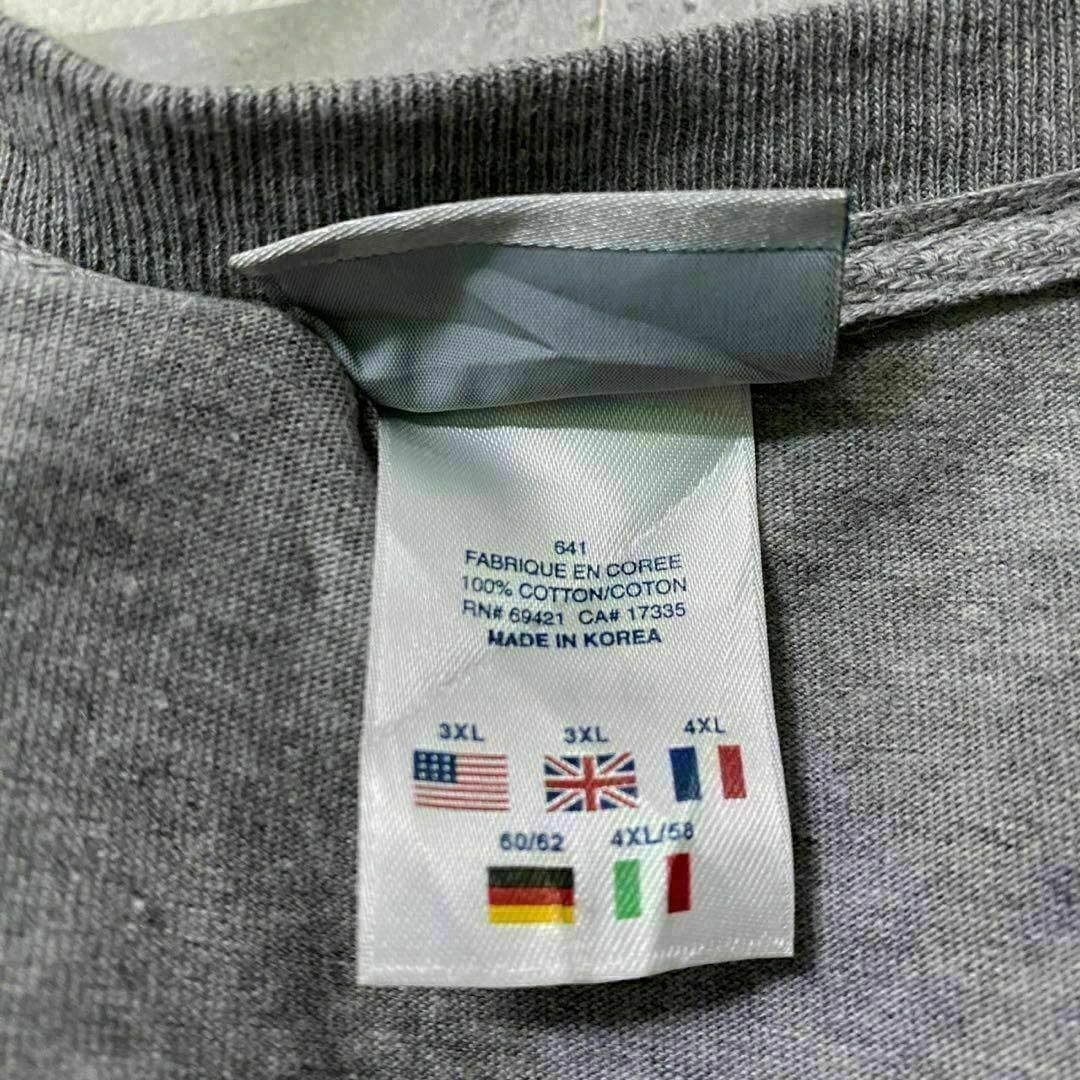 641
FABRIQUE EN COREE
100% COTTON/COTON
RN# 69421 CA# 17335
MADE IN KOREA
3XL 3XL 4XL
60/62 4XL/58